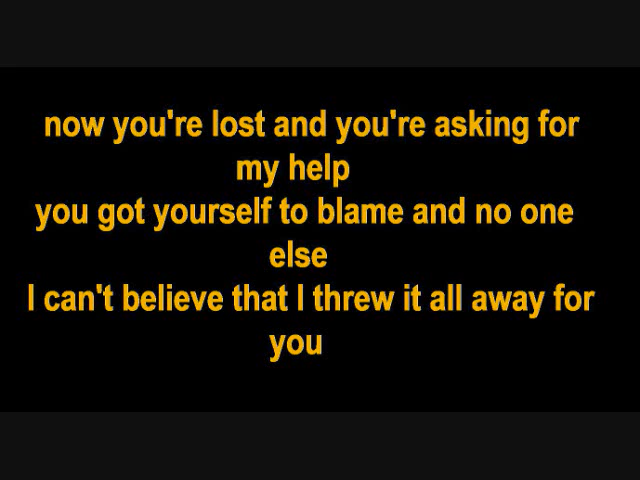 now you're lost and you're asking for
my help
you got yourself to blame and no one
else
I can't believe that I threw it all away for
you